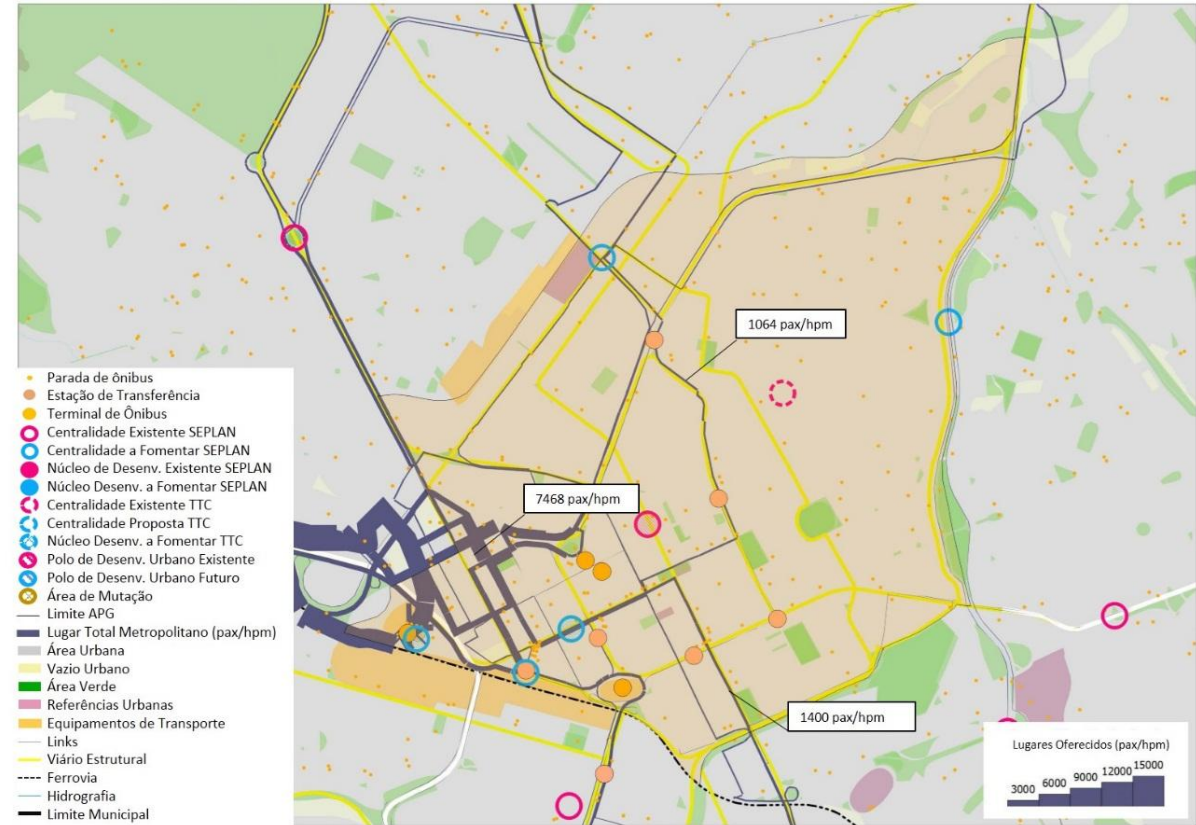 1064 pax/hpm
Parada de ônibus
Estação de Transferência
Terminal de Ônibus
Centralidade Existente SEPLAN
Centralidade a Fomentar SEPLAN
Núcleo de Desenv. Existente SEPLAN
Núcleo Desenv. a Fomentar SEPLAN
Centralidade Existente TTC
Centralidade Proposta TTC
Núcleo Desenv. a Fomentar TTC
Polo de Desenv. Urbano Existente
Polo de Desenv. Urbano Futuro
Área de Mutação
Limite APG
Lugar Total Metropolitano (pax/hpm)
Área Urbana
Vazio Urbano
Área Verde
Referências Urbanas
Equipamentos de Transporte
Links
Viário Estrutural
Ferrovia
Hidrografia
Limite Municipal
7468 pax/hpm
1400 pax/hpm
Lugares Oferecidos (pax/hpm)
3000 6000 9000 12000 15000